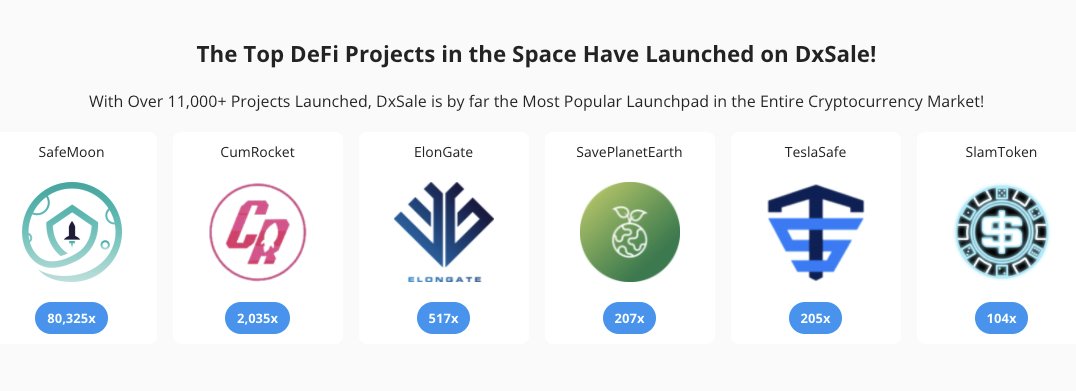 The Top DeFi Projects in the Space Have Launched on DxSale!
With Over 11,000+ Projects Launched, DxSale is by far the Most Popular Launchpad in the Entire Cryptocurrency Market!
SafeMoon
CumRocket
ElonGate
SavePlanetEarth
TeslaSafe
SlamToken
CR
ELONGATE
80,325x
2,035x
517x
207x
205x
104x